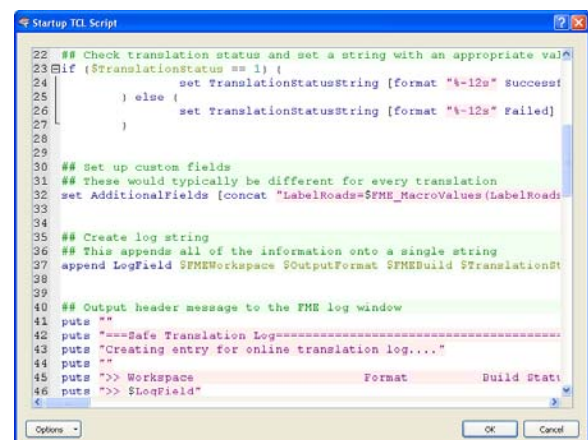 Startup TCL Script
22 ## Check translation status and set a string with an appropriate val
23 if ($TranslationStatus == 1) {
24 set TranslationStatusString [format "%-12s" Successf
25 } else {
26 set TranslationStatusString [format "%-12s" Failed]
27 }
28
29
30 ## Set up custom fields
31 ## These would typically be different for every translation
32 set AdditionalFields [concat "LabelRoads=$FME_MacroValues(LabelRoads
33
34
35 ## Create log string
36 ## This appends all of the information onto a single string
37 append LogField $FMEWorkspace $OutputFormat $FMEBuild $TranslationSt
38
39
40 ## Output header message to the FME log window
41 puts ""
42 puts "===Safe Translation Log==================================================
43 puts "Creating entry for online translation log...."
44 puts ""
45 puts ">> Workspace Format Build Statu
46 puts ">> $LogField"
Options
OK Cancel